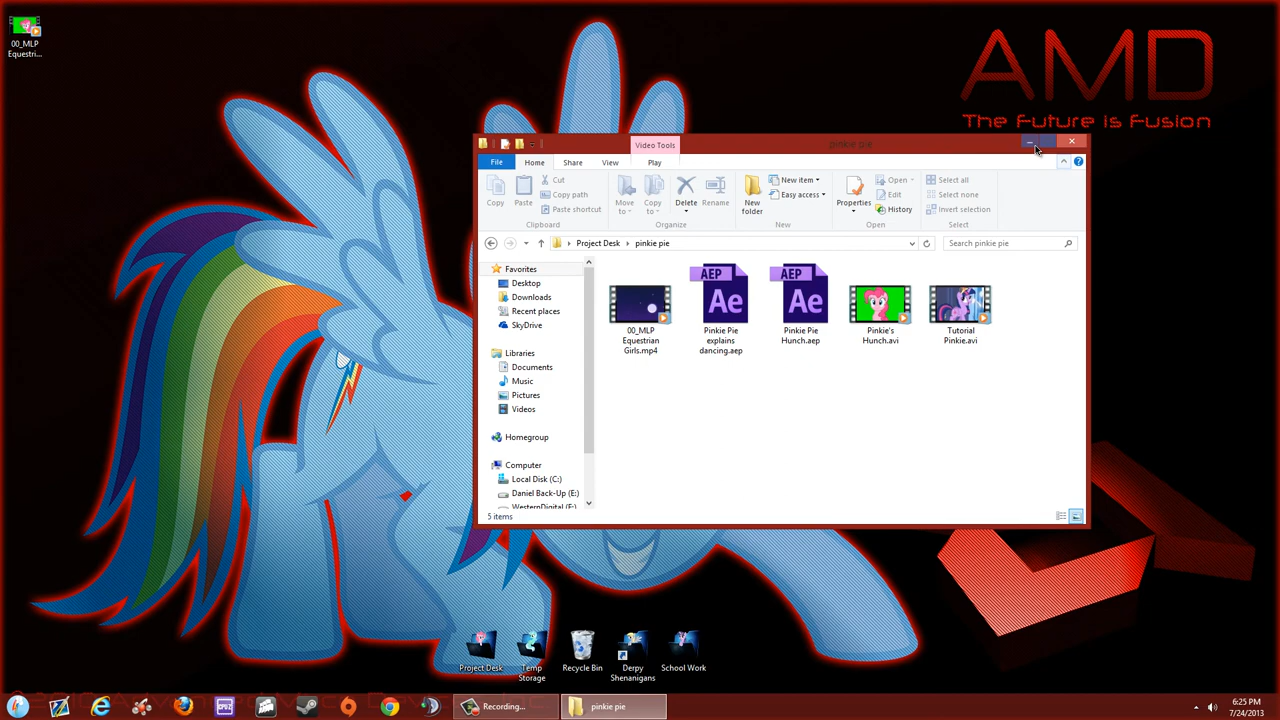 00_MLP
Equestri...
AMD
The Future is Fusion
Video Tools
pinkie pie
File
Home
Share
View
Play
Copy
Paste
Cut
Copy path
Paste shortcut
Clipboard
Move
to
Copy
to
Delete
Rename
Organize
New
folder
New item
Easy access
New
Properties
Open
Edit
History
Open
Select all
Select none
Invert selection
Select
Project Desk
pinkie pie
Search pinkie pie
Favorites
Desktop
Downloads
Recent places
SkyDrive
Libraries
Documents
Music
Pictures
Videos
Homegroup
Computer
Local Disk (C:)
Daniel Back-Up (E:)
WesternDigital (F:)
AEP
Ae
AEP
Ae
00_MLP
Equestrian
Girls.mp4
Pinkie Pie
explains
dancing.aep
Pinkie Pie
Hunch.aep
Pinkie's
Hunch.avi
Tutorial
Pinkie.avi
5 items
Project Desk
Temp
Storage
Recycle Bin
Derpy
Shenanigans
School Work
Recording...
pinkie pie
6:25 PM
7/24/2013